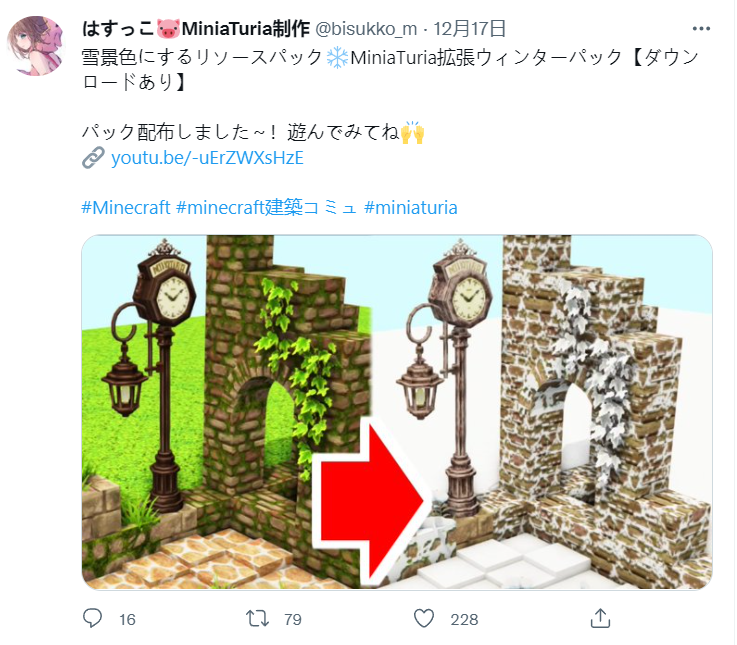 はすっこ🐷MiniaTuria制作 @bisukko_m · 12月17日
雪景色にするリソースパック❄️MiniaTuria拡張ウィンターパック【ダウン
ロードあり】
パック配布しました~！遊んでみてね🙌
🔗 youtu.be/-uErZWXsHzE
#Minecraft #minecraft建築コミュ #miniaturia
16 79 228